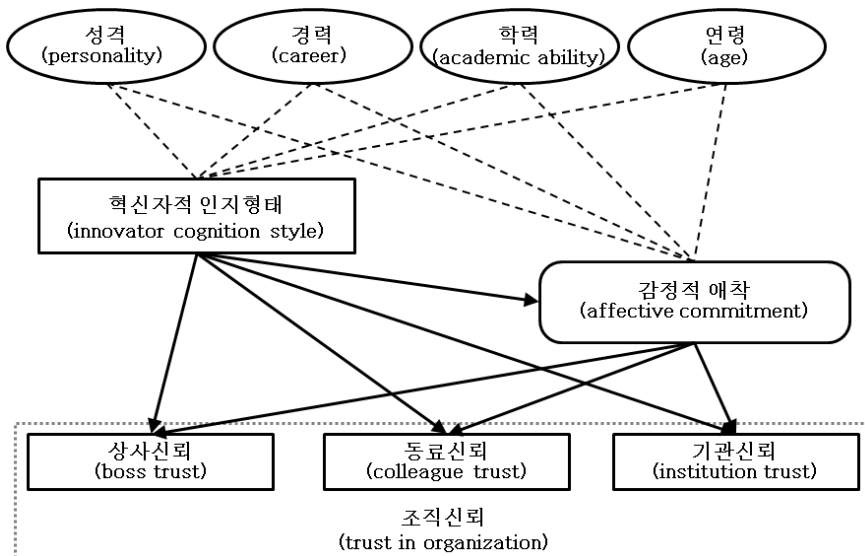 성격
(personality)
경력
(career)
학력
(academic ability)
연령
(age)
혁신자적 인지형태
(innovator cognition style)
감정적 애착
(affective commitment)
상사신뢰
(boss trust)
동료신뢰
(colleague trust)
기관신뢰
(institution trust)
조직신뢰
(trust in organization)